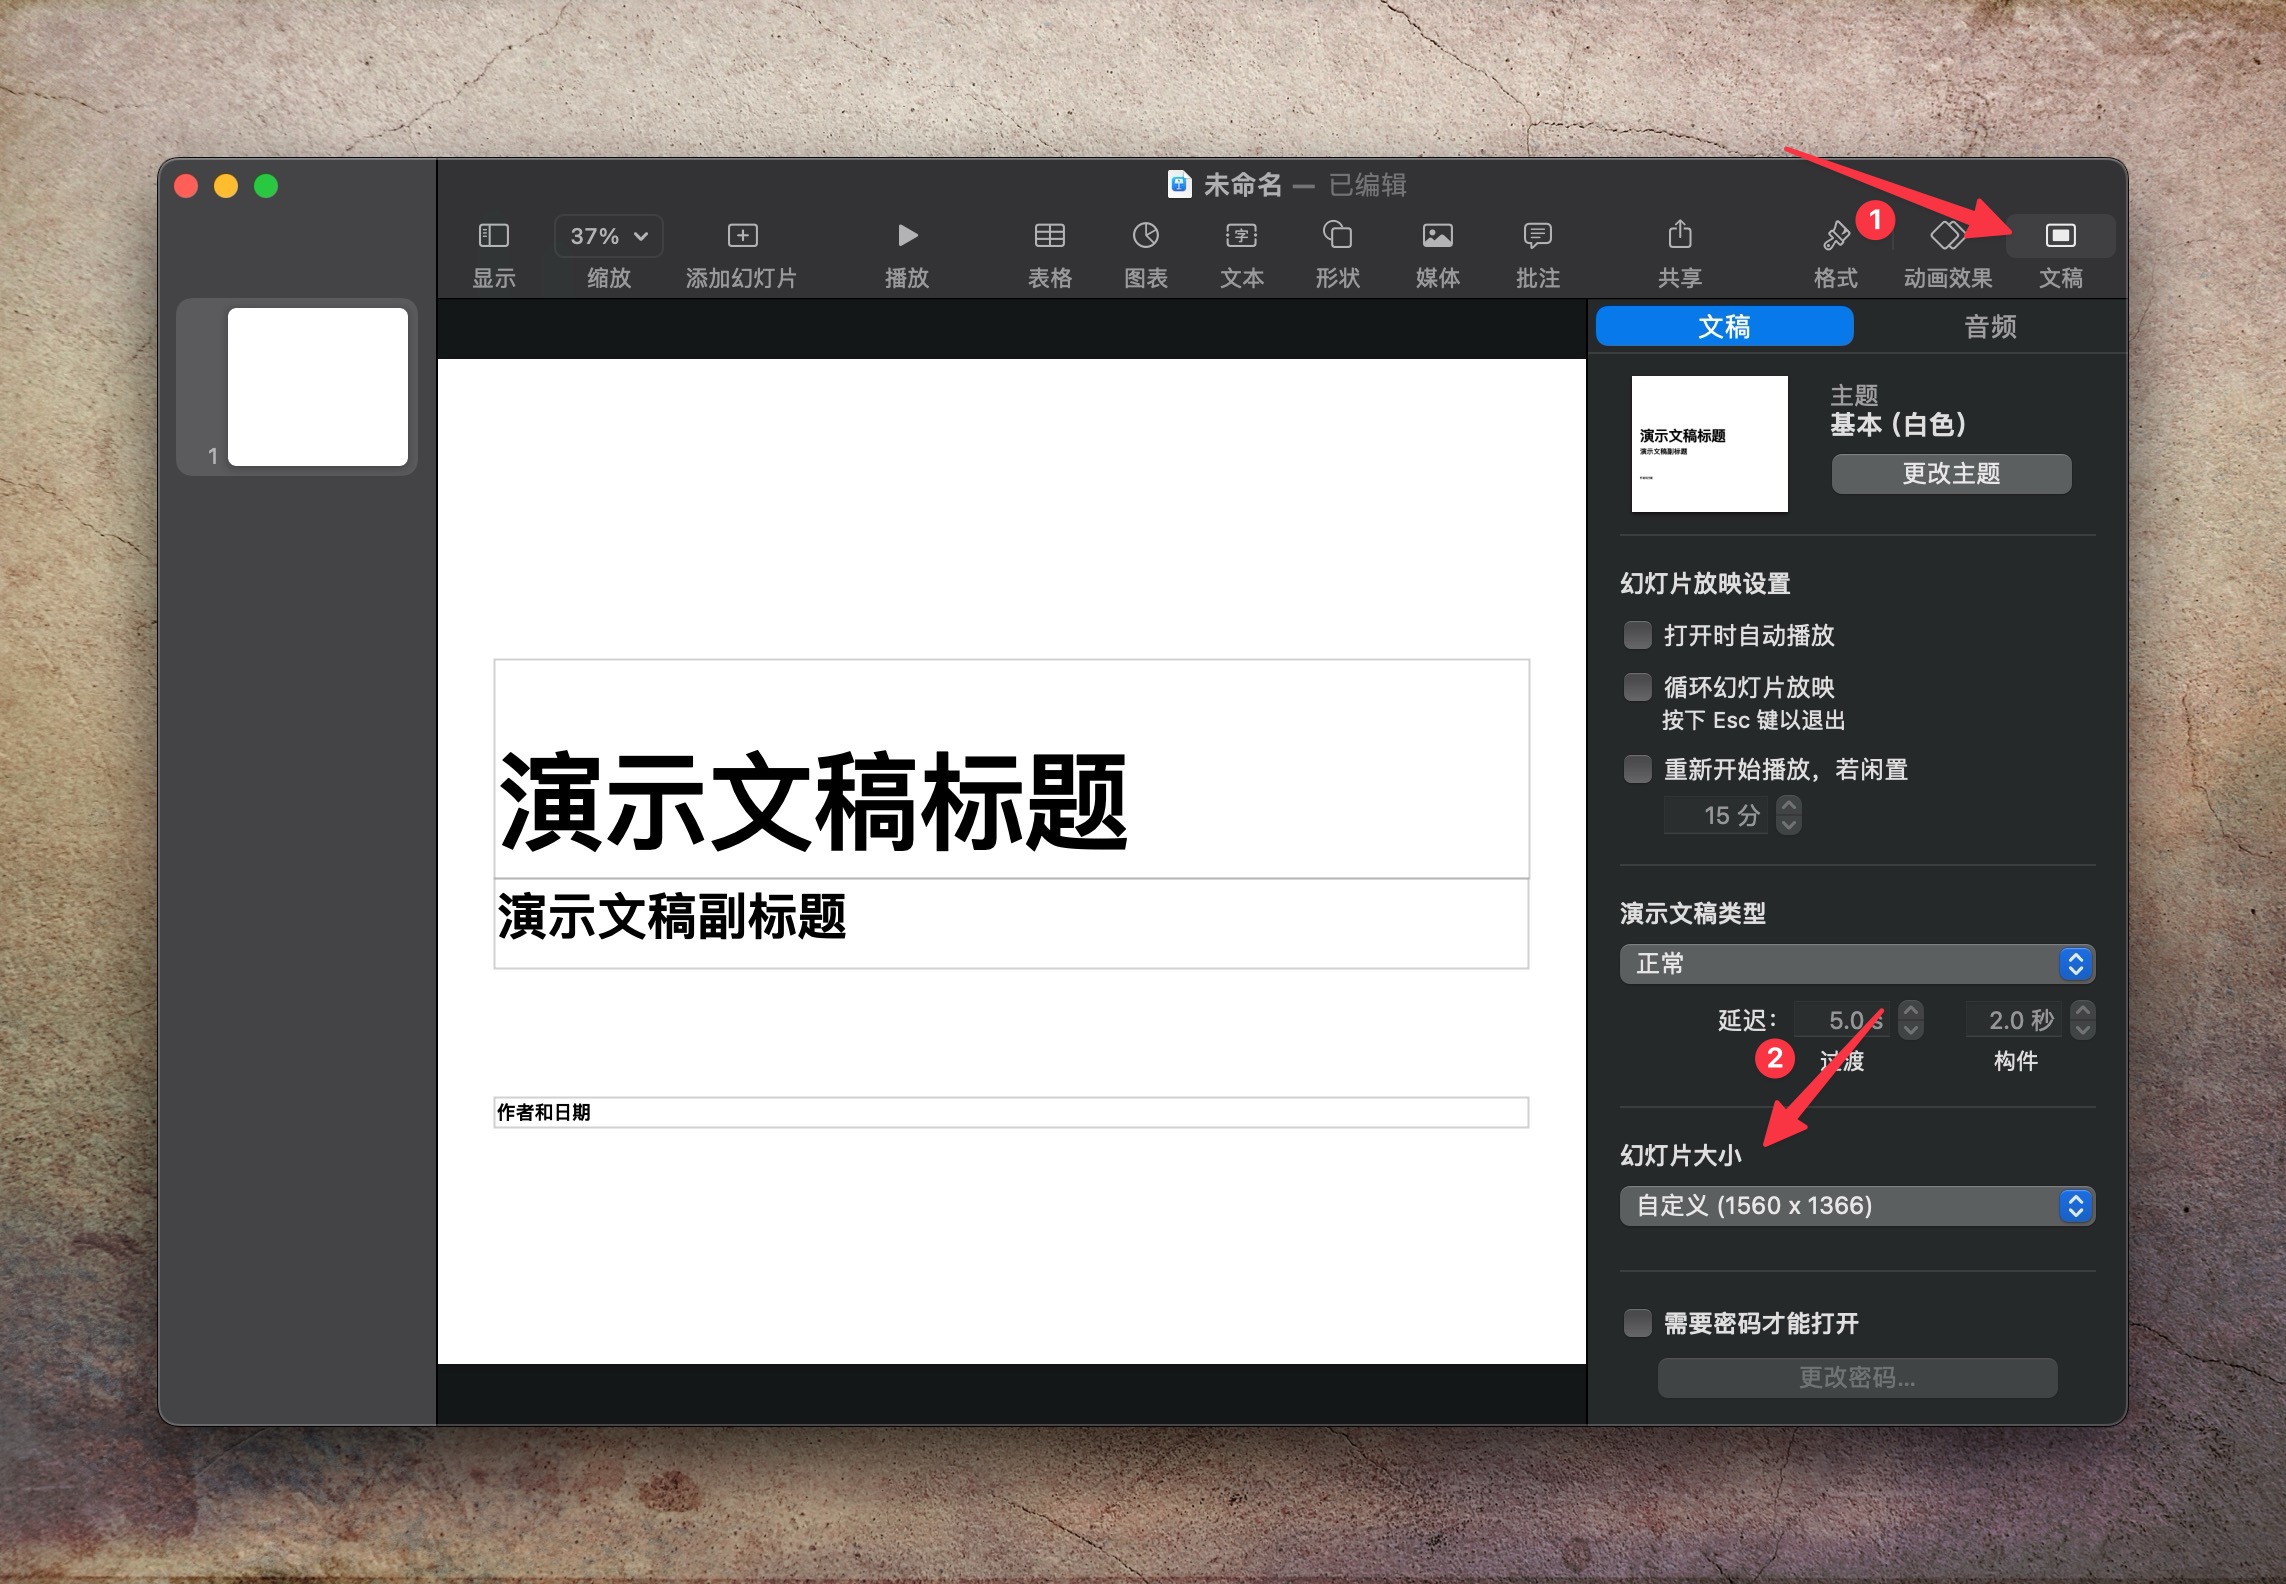 未命名 — 已编辑
37%
显示
缩放
添加幻灯片
播放
表格
图表
文本
形状
媒体
批注
共享
格式
1
动画效果
文稿
1
演示文稿标题
演示文稿副标题
作者和日期
文稿
音频
演示文稿标题
演示文稿副标题
主题
基本 (白色)
更改主题
幻灯片放映设置
打开时自动播放
循环幻灯片放映
按下 Esc 键以退出
重新开始播放，若闲置
15 分
演示文稿类型
正常
延迟：
5.0 s
2.0 秒
2
过渡
构件
幻灯片大小
自定义 (1560 x 1366)
需要密码才能打开
更改密码...